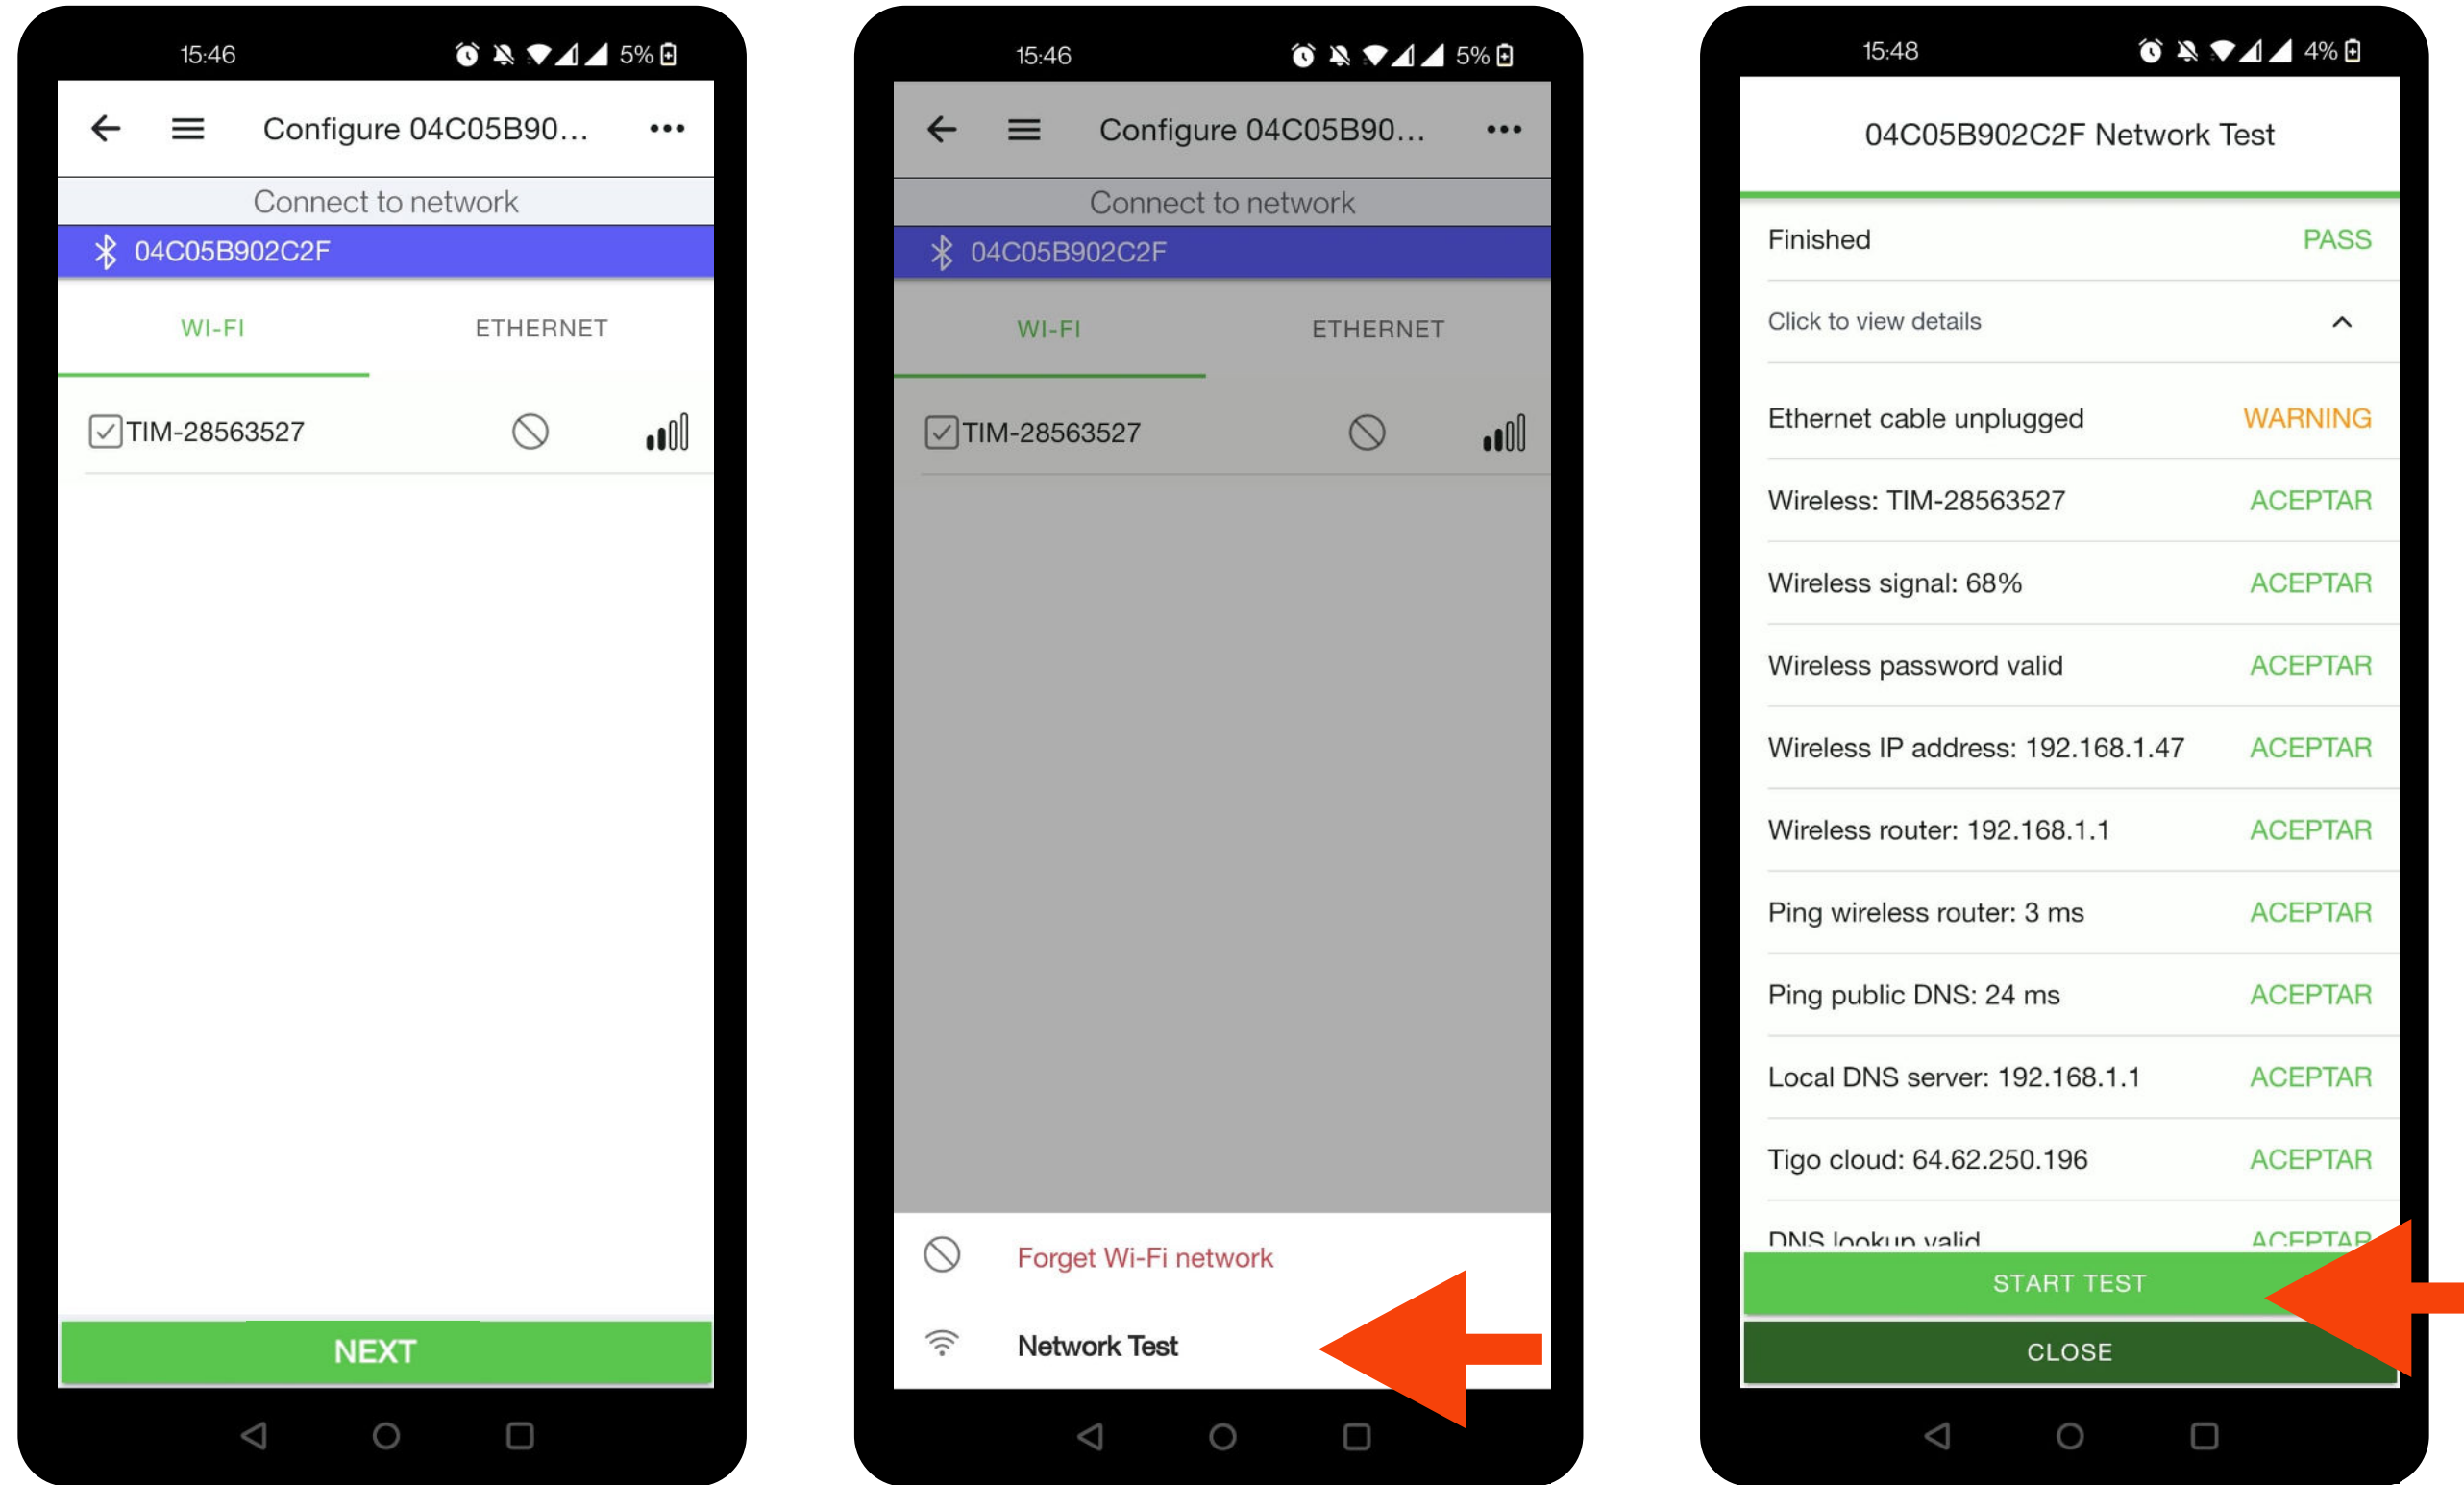 15:46
5%
Configure 04C05B90...
Connect to network
04C05B902C2F
WI-FI ETHERNET
TIM-28563527
NEXT
15:46
5%
Configure 04C05B90...
Connect to network
04C05B902C2F
WI-FI ETHERNET
TIM-28563527
Forget Wi-Fi network
Network Test
15:48
4%
04C05B902C2F Network Test
Finished PASS
Click to view details
Ethernet cable unplugged WARNING
Wireless: TIM-28563527 ACEPTAR
Wireless signal: 68% ACEPTAR
Wireless password valid ACEPTAR
Wireless IP address: 192.168.1.47 ACEPTAR
Wireless router: 192.168.1.1 ACEPTAR
Ping wireless router: 3 ms ACEPTAR
Ping public DNS: 24 ms ACEPTAR
Local DNS server: 192.168.1.1 ACEPTAR
Tigo cloud: 64.62.250.196 ACEPTAR
DNS lookup valid ACEPTAR
START TEST
CLOSE